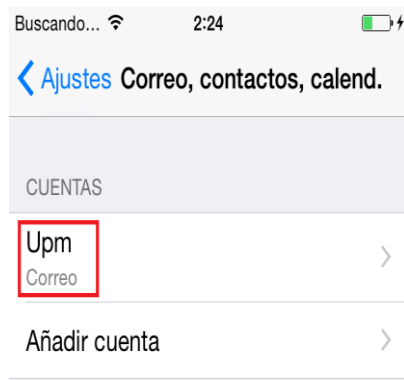 Buscando... 2:24
Ajustes Correo, contactos, calend.
CUENTAS
Upm
Correo
Añadir cuenta